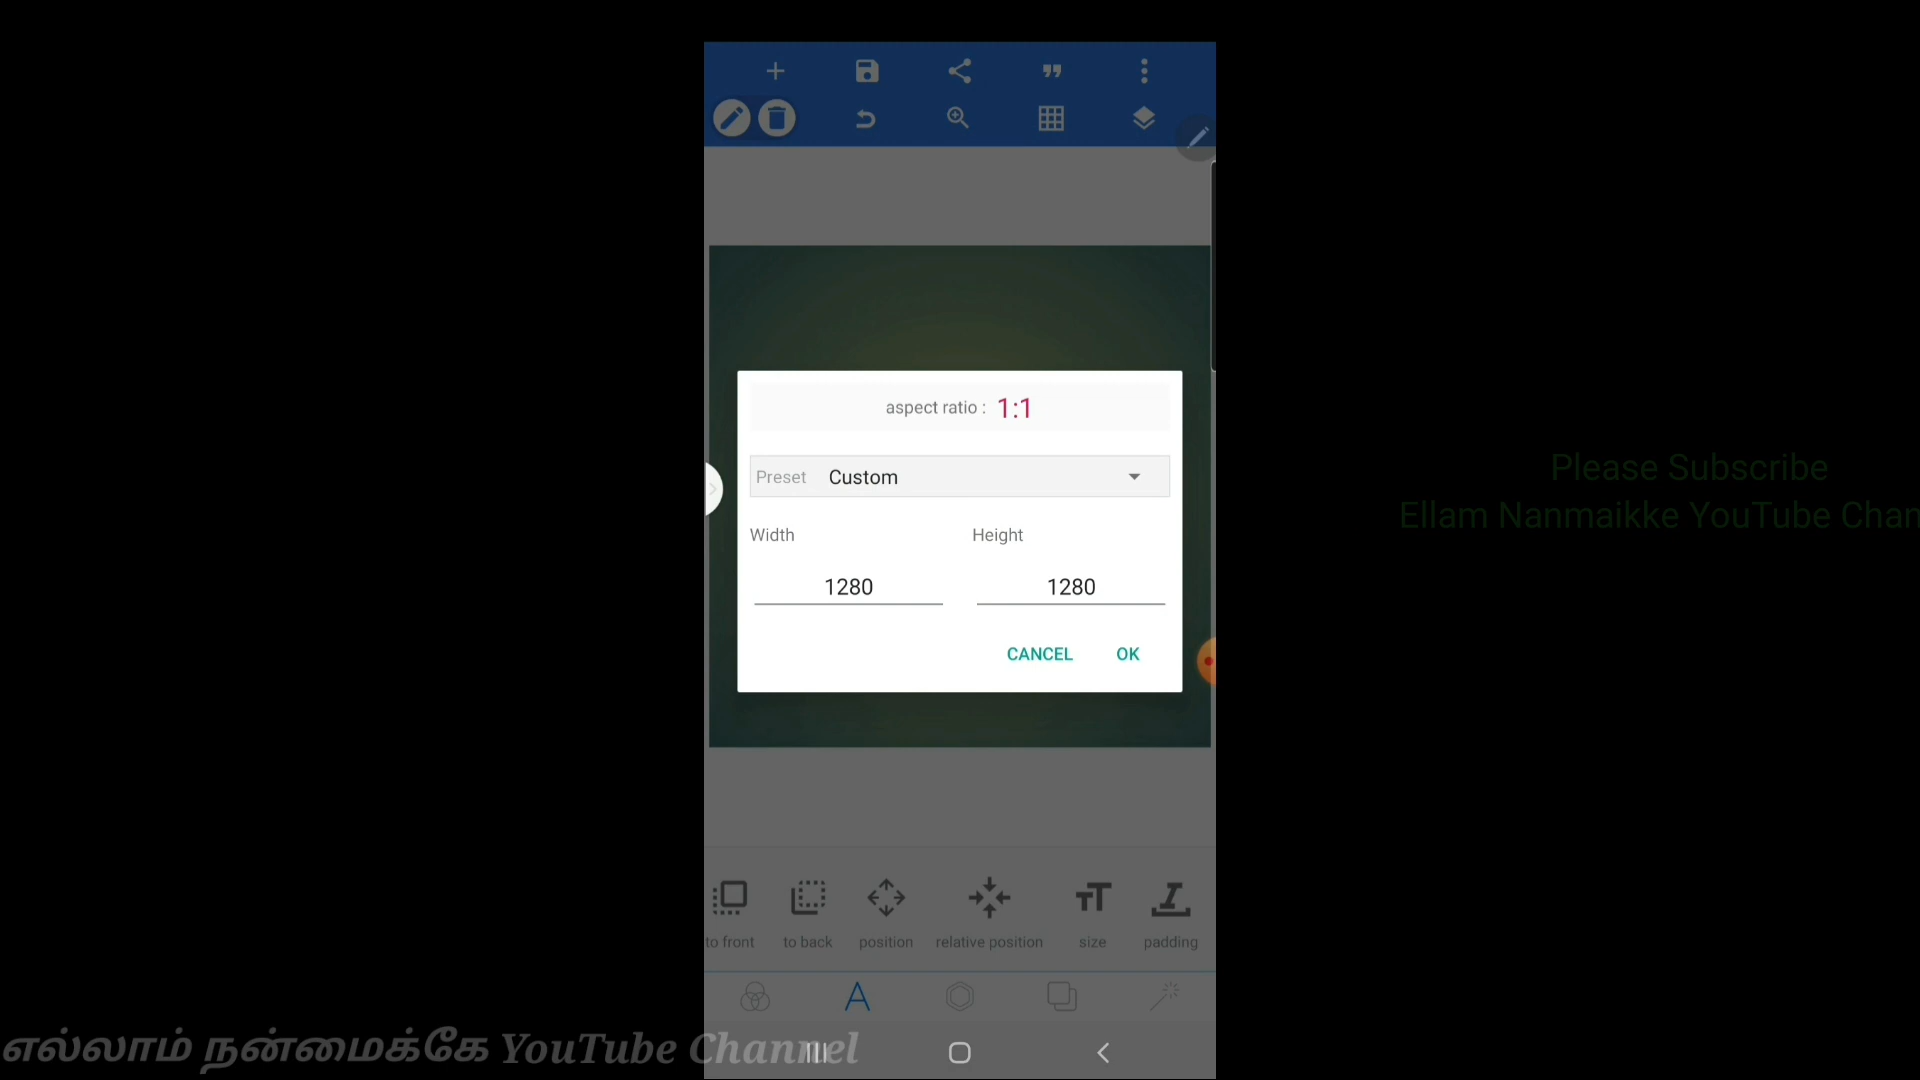 aspect ratio : 1:1
Preset Custom
Width Height
1280 1280
CANCEL OK
Please Subscribe
Ellam Nanmaikke YouTube Chan
to front to back position relative position size padding
எல்லாம் நன்மைக்கே YouTube Channel